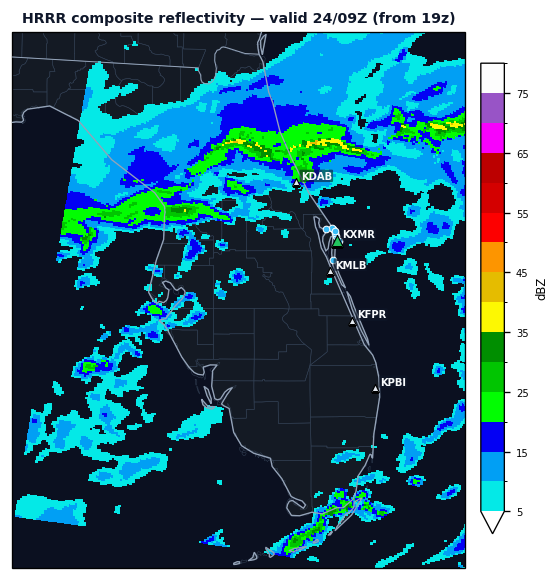 HRRR composite reflectivity — valid 24/09Z (from 19z)
KDAB
KXMR
KMLB
KFPR
KPBI
75
65
55
45
35
25
15
5
dBZ